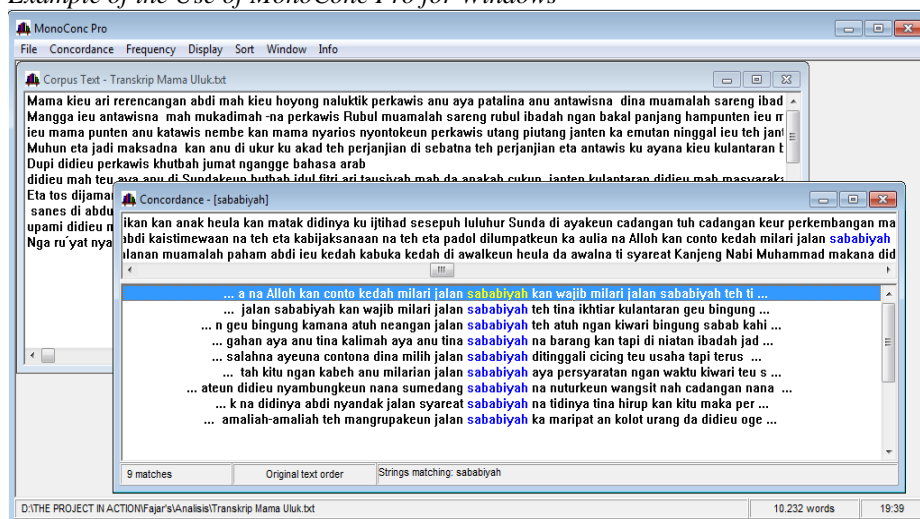 Example of the Use of MonoConc Pro for Windows
MonoConc Pro
File Concordance Frequency Display Sort Window Info
Corpus Text - Transkrip Mama Uluk.txt
Mama kieu ari rerencangan abdi mah kieu hoyong naluktik perkawis anu aya patalina anu antawisna dina muamalah sareng ibad
Mangga ieu antawisna mah mukadimah -na perkawis Rubul muamalah sareng rubul ibadah ngan bakal panjang hampunten ieu m
ieu mama punten anu katawis nembe kan mama nyarios nyontokeun perkawis utang piutang janten ka emutan ninggal ieu teh jant
Muhun eta jadi maksadna kan anu di ukur ku akad teh perjanjian di sebatna teh perjanjian eta antawis ku ayana kieu kulantaran t
Dupi didieu perkawis khutbah jumat ngangge bahasa arab
didieu mah teu aya anu di Sundakeun hutbah idul fitri ari tausiyah mah da anakah cukup janten kulantaran didieu mah masyaraka
Eta tos dijamar
sanes di abdu
upami didieu m
Nga ru´yat nya
Concordance - [sababiyah]
ikan kan anak heula kan matak didinya ku ijtihad sesepuh luluhur Sunda di ayakeun cadangan tuh cadangan keur perkembangan ma
abdi kaistimewaan na teh eta kabijaksanaan na teh eta padol dilumpatkeun ka aulia na Alloh kan conto kedah milari jalan sababiyah
alanan muamalah paham abdi ieu kedah kabuka kedah di awalkeun heula da awalna ti syareat Kanjeng Nabi Muhammad makana did
... a na Alloh kan conto kedah milari jalan sababiyah kan wajib milari jalan sababiyah teh ti ...
... jalan sababiyah kan wajib milari jalan sababiyah teh tina ikhtiar kulantaran geu bingung ...
... n geu bingung kamana atuh neangan jalan sababiyah teh atuh ngan kiwari bingung sabab kahi ...
... gahan aya anu tina kalimah aya anu tina sababiyah na barang kan tapi di niatan ibadah jad ...
... salahna ayeuna contona dina milih jalan sababiyah ditinggali cicing teu usaha tapi terus ...
... tah kitu ngan kabeh anu milarian jalan sababiyah aya persyaratan ngan waktu kiwari teu s ...
... ateun didieu nyambungkeun nana sumedang sababiyah na nuturkeun wangsit nah cadangan nana ...
... k na didinya abdi nyandak jalan syareat sababiyah na tidinya tina hirup kan kitu maka per ...
... amaliah-amaliah teh mangrupakeun jalan sababiyah ka maripat an kolot urang da didieu oge ...
9 matches Original text order Strings matching: sababiyah
D:\THE PROJECT IN ACTION\Fajar's\Analisis\Transkrip Mama Uluk.txt 10.232 words 19:39